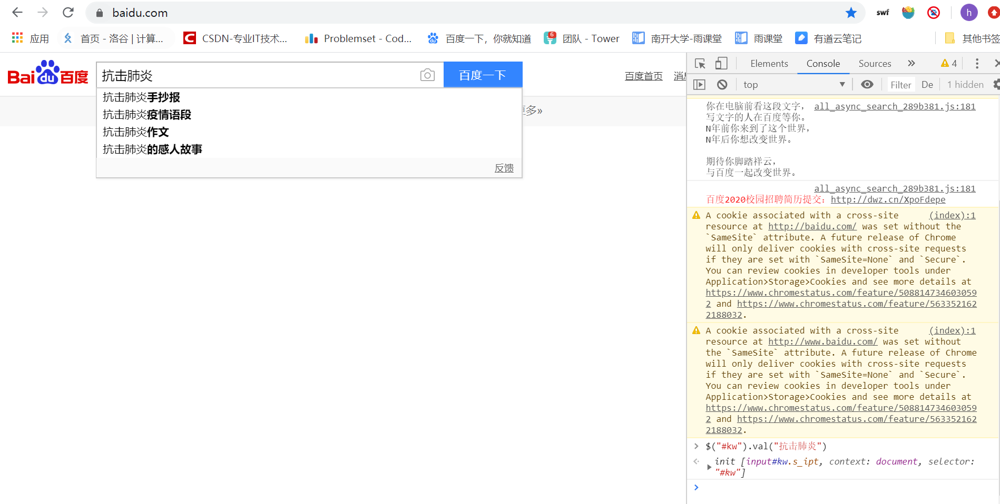 baidu.com
swf
h
应用
首页 - 洛谷 | 计算...
CSDN-专业IT技术...
Problemset - Cod...
百度一下，你就知道
6
团队 - Tower
南开大学-雨课堂
雨课堂
有道云笔记
其他书签
Bai du 百度
抗击肺炎
百度一下
百度首页
消息
抗击肺炎手抄报
抗击肺炎疫情语段
抗击肺炎作文
抗击肺炎的感人故事
反馈
更多»
Elements
Console
Sources
»
4
top
Filter
De
1 hidden
你在电脑前看这段文字， all_async_search_289b381.js:181
写文字的人在百度等你。
N年前你来到了这个世界，
N年后你想改变世界。
期待你脚踏祥云，
与百度一起改变世界。
all_async_search_289b381.js:181
百度2020校园招聘简历提交：http://dwz.cn/XpoFdepe
A cookie associated with a cross-site (index):1
resource at http://baidu.com/ was set without the
`SameSite` attribute. A future release of Chrome
will only deliver cookies with cross-site requests
if they are set with `SameSite=None` and `Secure`.
You can review cookies in developer tools under
Application>Storage>Cookies and see more details at
https://www.chromestatus.com/feature/508814734603059
2 and https://www.chromestatus.com/feature/563352162
2188032.
A cookie associated with a cross-site (index):1
resource at http://www.baidu.com/ was set without
the `SameSite` attribute. A future release of Chrome
will only deliver cookies with cross-site requests
if they are set with `SameSite=None` and `Secure`.
You can review cookies in developer tools under
Application>Storage>Cookies and see more details at
https://www.chromestatus.com/feature/508814734603059
2 and https://www.chromestatus.com/feature/563352162
2188032.
$("#kw").val("抗击肺炎")
init [input#kw.s_ipt, context: document, selector:
"#kw"]